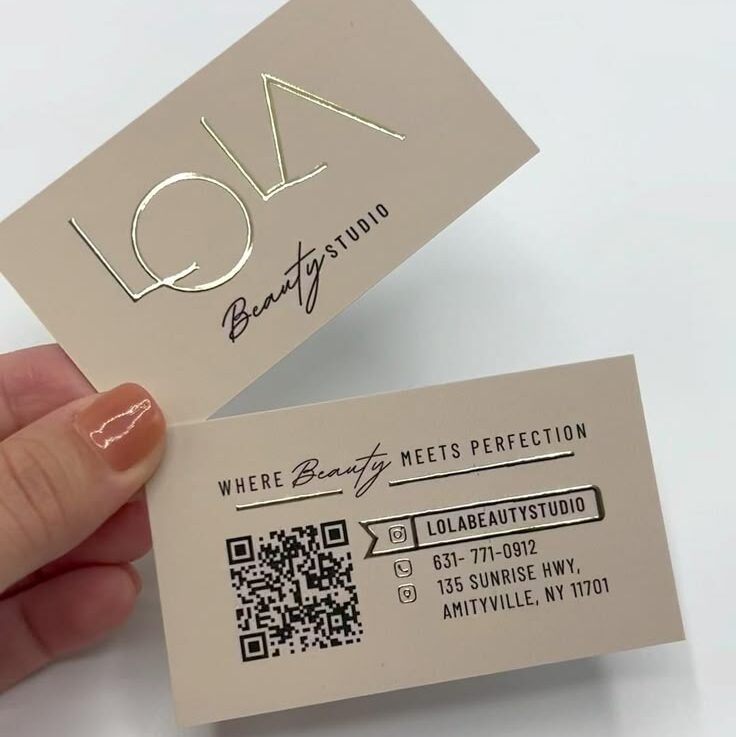 LOLA
Beauty STUDIO
WHERE Beauty MEETS PERFECTION
LOLABEAUTYSTUDIO
631- 771-0912
135 SUNRISE HWY,
AMITYVILLE, NY 11701